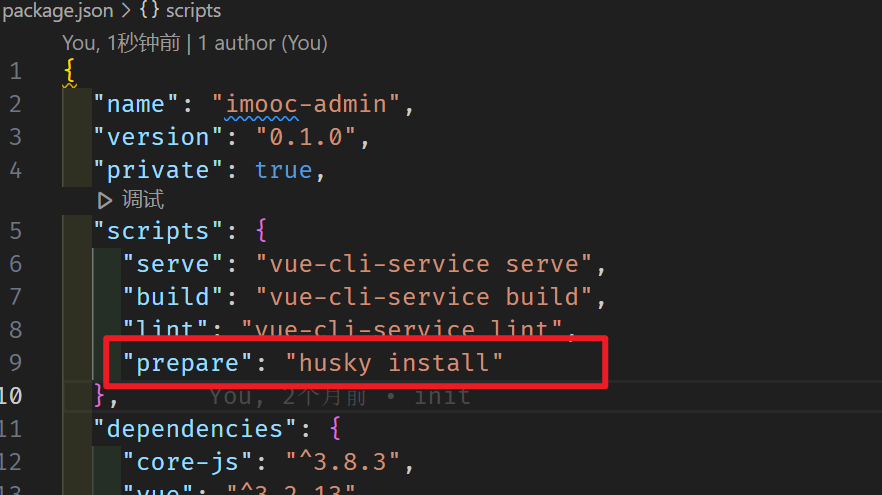 package.json > {} scripts
You, 1秒钟前 | 1 author (You)
1 {
2 "name": "imooc-admin",
3 "version": "0.1.0",
4 "private": true,
调试
5 "scripts": {
6 "serve": "vue-cli-service serve",
7 "build": "vue-cli-service build",
8 "lint": "vue-cli-service lint",
9 "prepare": "husky install"
10 }, You, 2个月前 • init
11 "dependencies": {
12 "core-js": "^3.8.3",
13 "vue": "^3.2.13"